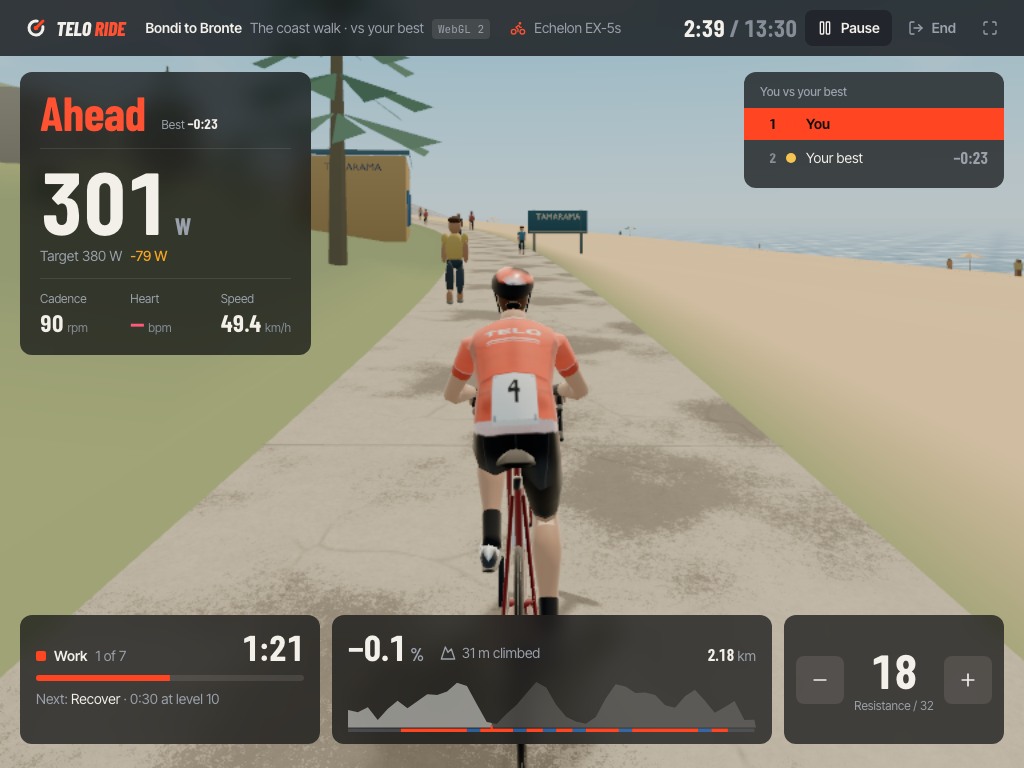 TELO RIDE Bondi to Bronte The coast walk · vs your best WebGL 2 Echelon EX-5s 2:39 / 13:30 Pause End
Ahead Best −0:23
301 W
Target 380 W -79 W
Cadence Heart Speed
90 rpm — bpm 49.4 km/h
You vs your best
1 You
2 Your best −0:23
TAMARAMA
TAMARAMA
TELO
4
Work 1 of 7 1:21
Next: Recover · 0:30 at level 10
−0.1 % 31 m climbed 2.18 km
− 18 +
Resistance / 32